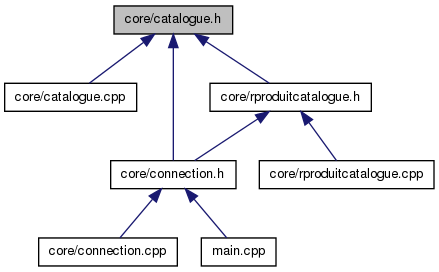 core/catalogue.h
core/catalogue.cpp
core/rproduitcatalogue.h
core/connection.h
core/rproduitcatalogue.cpp
core/connection.cpp
main.cpp